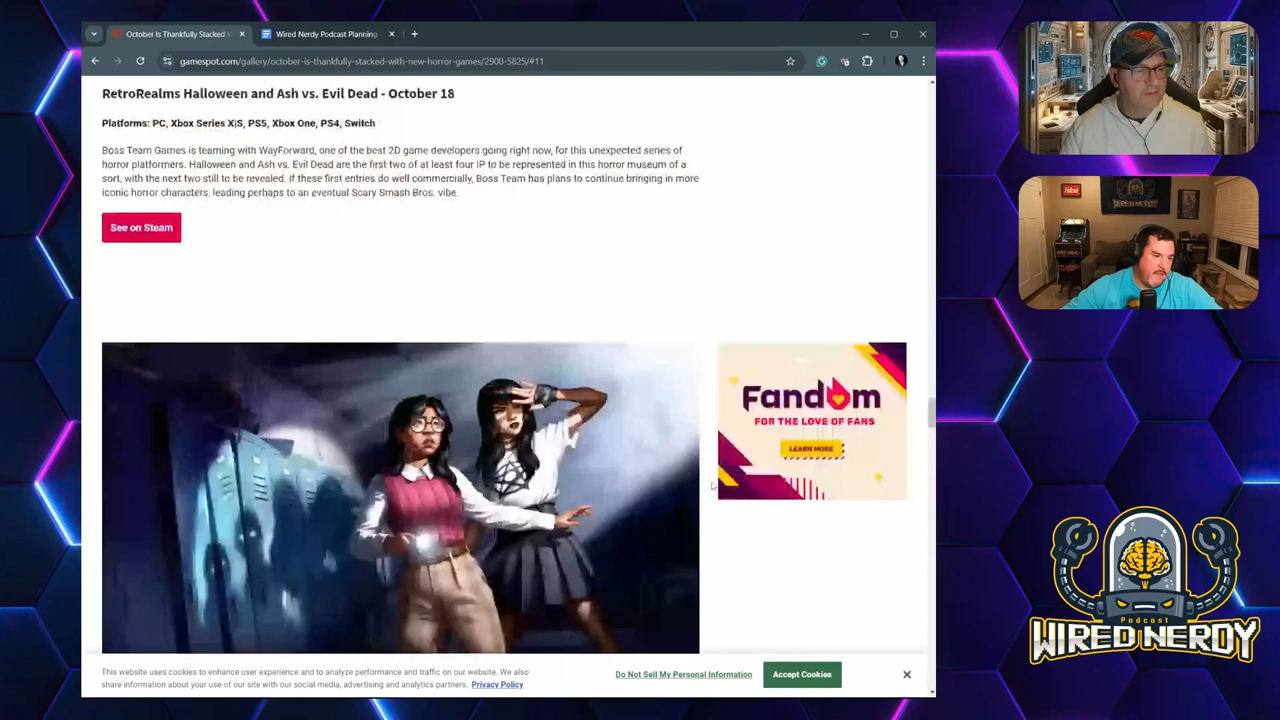 October Is Thankfully Stacked
Wired Nerdy Podcast Planning
gamespot.com/gallery/october-is-thankfully-stacked-with-new-horror-games/2900-5825/#11
RetroRealms Halloween and Ash vs. Evil Dead - October 18
Platforms: PC, Xbox Series X|S, PS5, Xbox One, PS4, Switch
Boss Team Games is teaming with WayForward, one of the best 2D game developers going right now, for this unexpected series of
horror platformers. Halloween and Ash vs. Evil Dead are the first two of at least four IP to be represented in this horror museum of a
sort, with the next two still to be revealed. If these first entries do well commercially, Boss Team has plans to continue bringing in more
iconic horror characters, leading perhaps to an eventual Scary Smash Bros. vibe.
See on Steam
Fandom
FOR THE LOVE OF FANS
LEARN MORE
This website uses cookies to enhance user experience and to analyze performance and traffic on our website. We also
share information about your use of our site with our social media, advertising and analytics partners. Privacy Policy
Do Not Sell My Personal Information
Accept Cookies
Fallout
WIRED NERDY
Podcast
WIRED NERDY